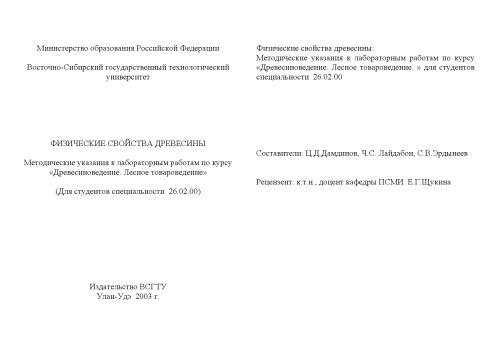 Министерство образования Российской Федерации
Восточно-Сибирский государственный технологический
университет
ФИЗИЧЕСКИЕ СВОЙСТВА ДРЕВЕСИНЫ
Методические указания к лабораторным работам по курсу
«Древесиноведение. Лесное товароведение»
(Для студентов специальности 26.02.00)
Издательство ВСГТУ
Улан-Удэ 2003 г.
Физические свойства древесины:
Методические указания к лабораторным работам по курсу
«Древесиноведение. Лесное товароведение. » для студентов
специальности 26.02.00
Составители: Ц.Д.Дамдинов, Ч.С. Лайдабон, С.В.Эрдынеев
Рецензент: к.т.н., доцент кафедры ПСМИ Е.Г.Щукина